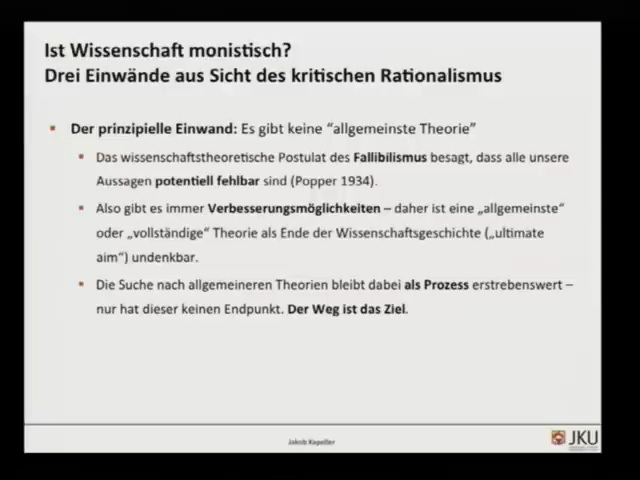 Ist Wissenschaft monistisch?
Drei Einwände aus Sicht des kritischen Rationalismus
Der prinzipielle Einwand: Es gibt keine “allgemeinste Theorie”
Das wissenschaftstheoretische Postulat des Fallibilismus besagt, dass alle unsere
Aussagen potentiell fehlbar sind (Popper 1934).
Also gibt es immer Verbesserungsmöglichkeiten – daher ist eine „allgemeinste“
oder „vollständige“ Theorie als Ende der Wissenschaftsgeschichte („ultimate
aim“) undenkbar.
Die Suche nach allgemeineren Theorien bleibt dabei als Prozess erstrebenswert –
nur hat dieser keinen Endpunkt. Der Weg ist das Ziel.
Jakob Kapeller
JKU